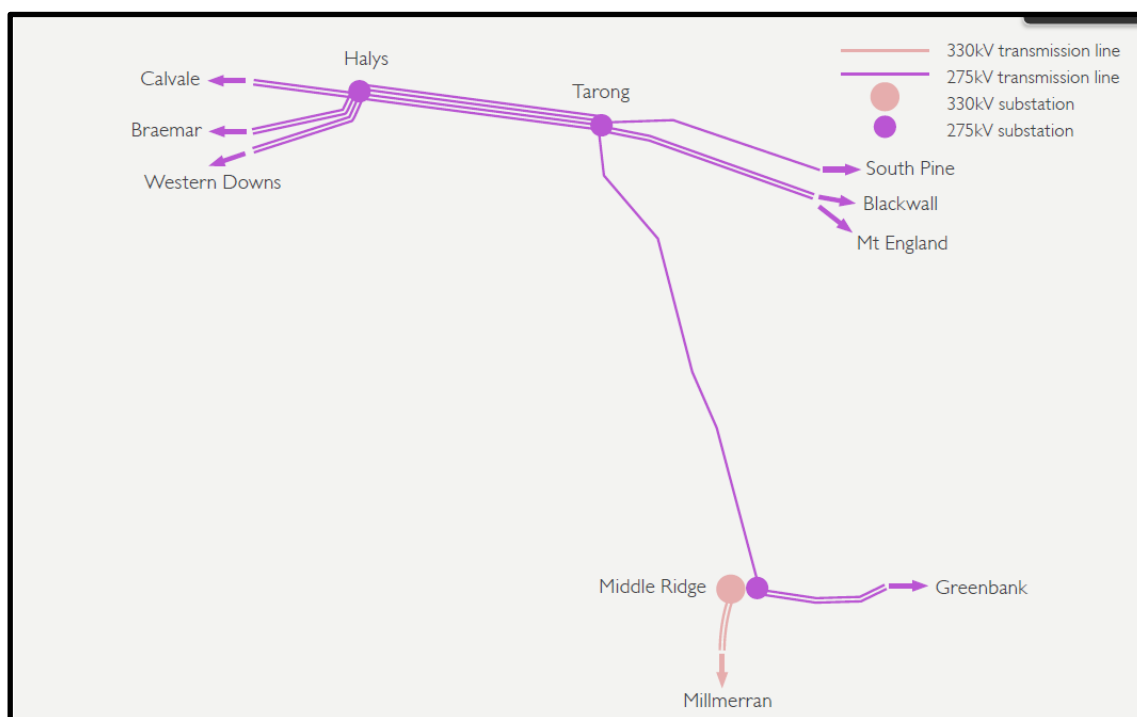 Halys
Calvale
Braemar
Western Downs
Tarong
330kV transmission line
275kV transmission line
330kV substation
275kV substation
South Pine
Blackwall
Mt England
Middle Ridge
Greenbank
Millmerran